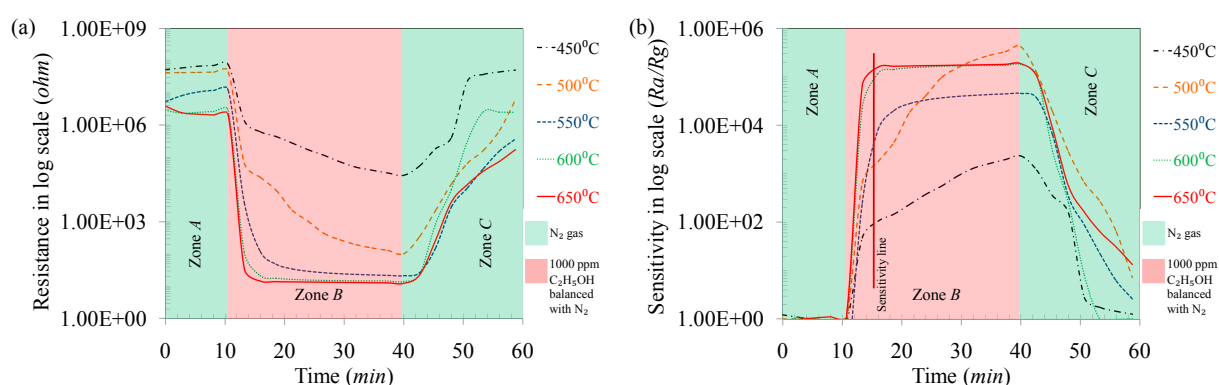 (a)
Resistance in log scale (ohm)
1.00E+09
1.00E+06
1.00E+03
1.00E+00
0 10 20 30 40 50 60
Time (min)
Zone A
Zone B
Zone C
450⁰C
500⁰C
550⁰C
600⁰C
650⁰C
N₂ gas
1000 ppm
C₂H₅OH
balanced
with N₂
(b)
Sensitivity in log scale (Ra/Rg)
1.00E+06
1.00E+04
1.00E+02
1.00E+00
0 10 20 30 40 50 60
Time (min)
Zone A
Sensitivity line
Zone B
Zone C
450⁰C
500⁰C
550⁰C
600⁰C
650⁰C
N₂ gas
1000 ppm
C₂H₅OH
balanced
with N₂